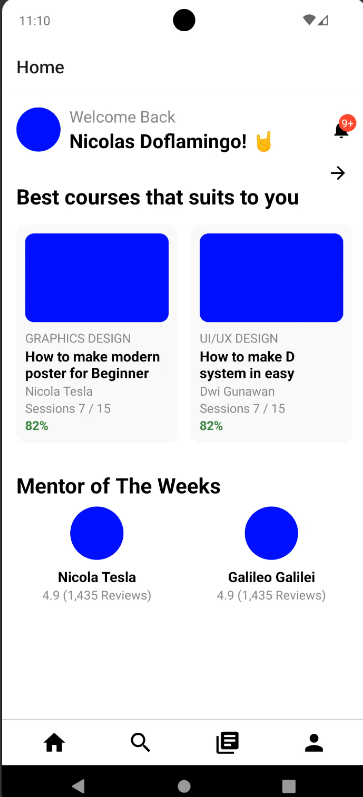 11:10
Home
Welcome Back
Nicolas Doflamingo! 🤘
9+
Best courses that suits to you
GRAPHICS DESIGN
How to make modern
poster for Beginner
Nicola Tesla
Sessions 7 / 15
82%
UI/UX DESIGN
How to make D
system in easy
Dwi Gunawan
Sessions 7 / 15
82%
Mentor of The Weeks
Nicola Tesla
4.9 (1,435 Reviews)
Galileo Galilei
4.9 (1,435 Reviews)